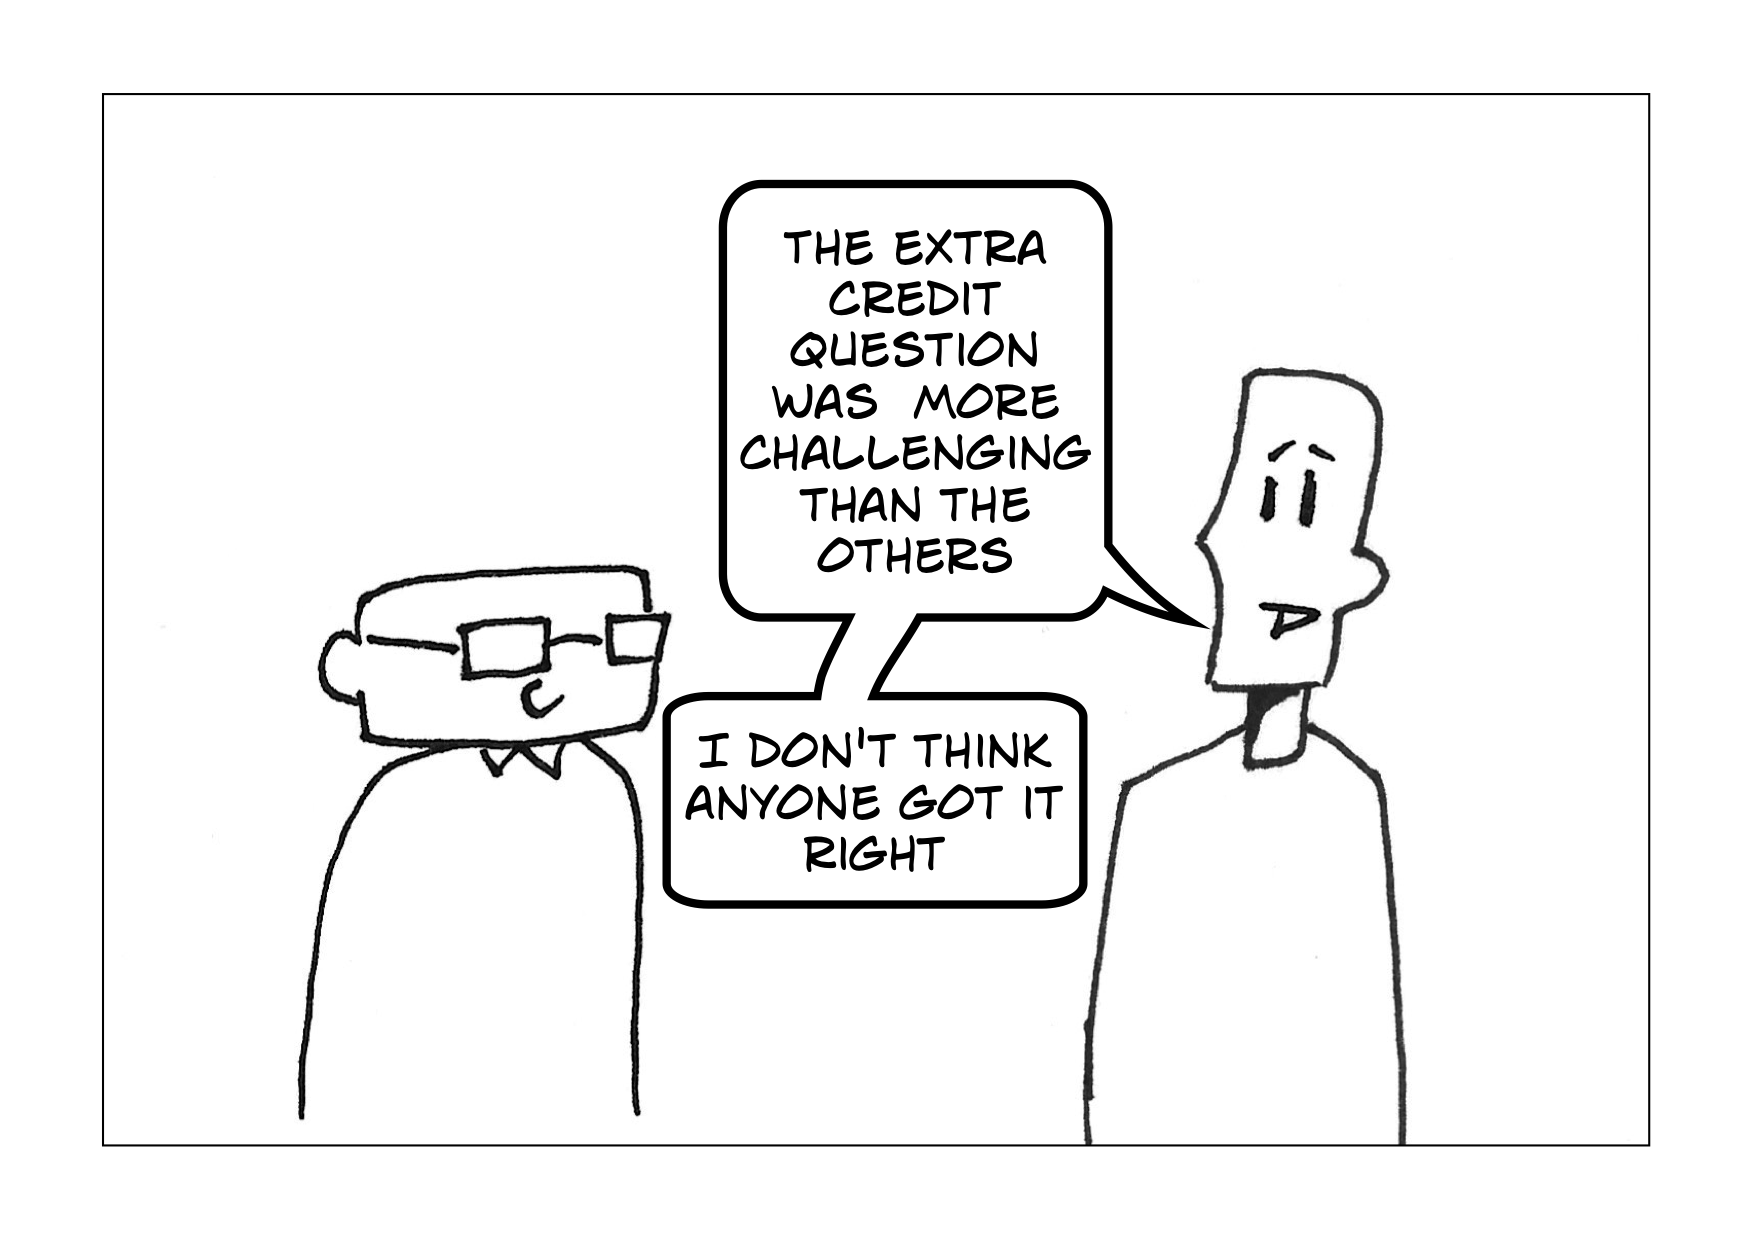 THE EXTRA
CREDIT
QUESTION
WAS MORE
CHALLENGING
THAN THE
OTHERS
I DON'T THINK
ANYONE GOT IT
RIGHT